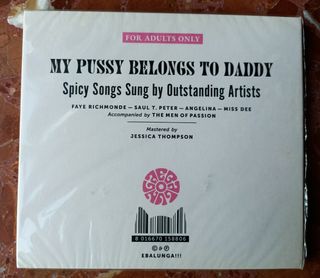 FOR ADULTS ONLY
MY PUSSY BELONGS TO DADDY
Spicy Songs Sung by Outstanding Artists
FAYE RICHMONDE — SAUL T. PETER — ANGELINA — MISS DEE
Accompanied by THE MEN OF PASSION
Mastered by
JESSICA THOMPSON
8 016670 158806
© & ℗
EBALUNGA!!!